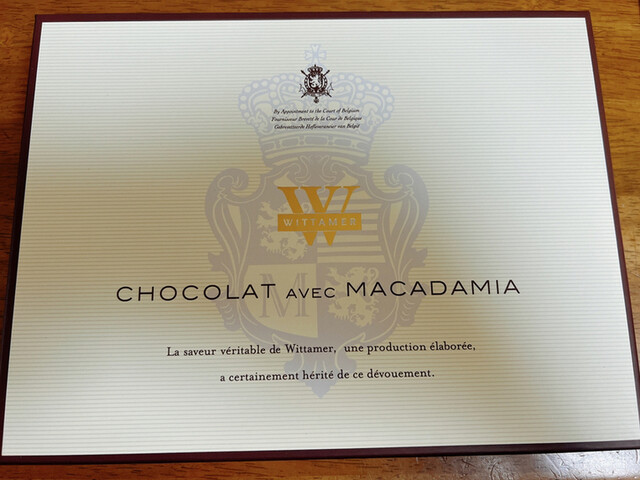 By Appointment to the Court of Belgium
Fournisseur Breveté de la Cour de Belgique
Gebrevetteerde Hofleverancier van België
W
WITTAMER
M
CHOCOLAT AVEC MACADAMIA
La saveur véritable de Wittamer, une production élaborée,
a certainement hérité de ce dévouement.